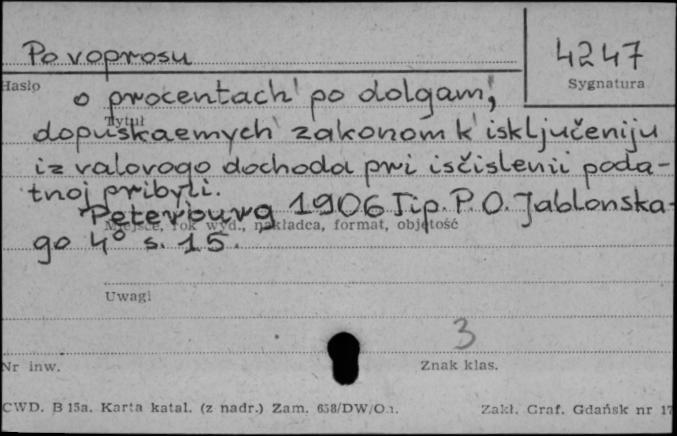 Po voprosu
4247
Hasło
Sygnatura
o procentach' po dolgam',
Tytuł
dopuskaemych' zakonom k' isključeniju
iz valovogo dochoda pri isčislenii poda-
tnoj pribyli.
Peterburg 1906 Tip. P. O. Jablonska-
Miejsce, rok wyd., nakładca, format, objętość
go 4° s. 15.
Uwagi
3
Nr inw.
Znak klas.
CWD. B 15a. Karta katal. (z nadr.) Zam. 658/DW/O.1.
Zakł. Graf. Gdańsk nr 17